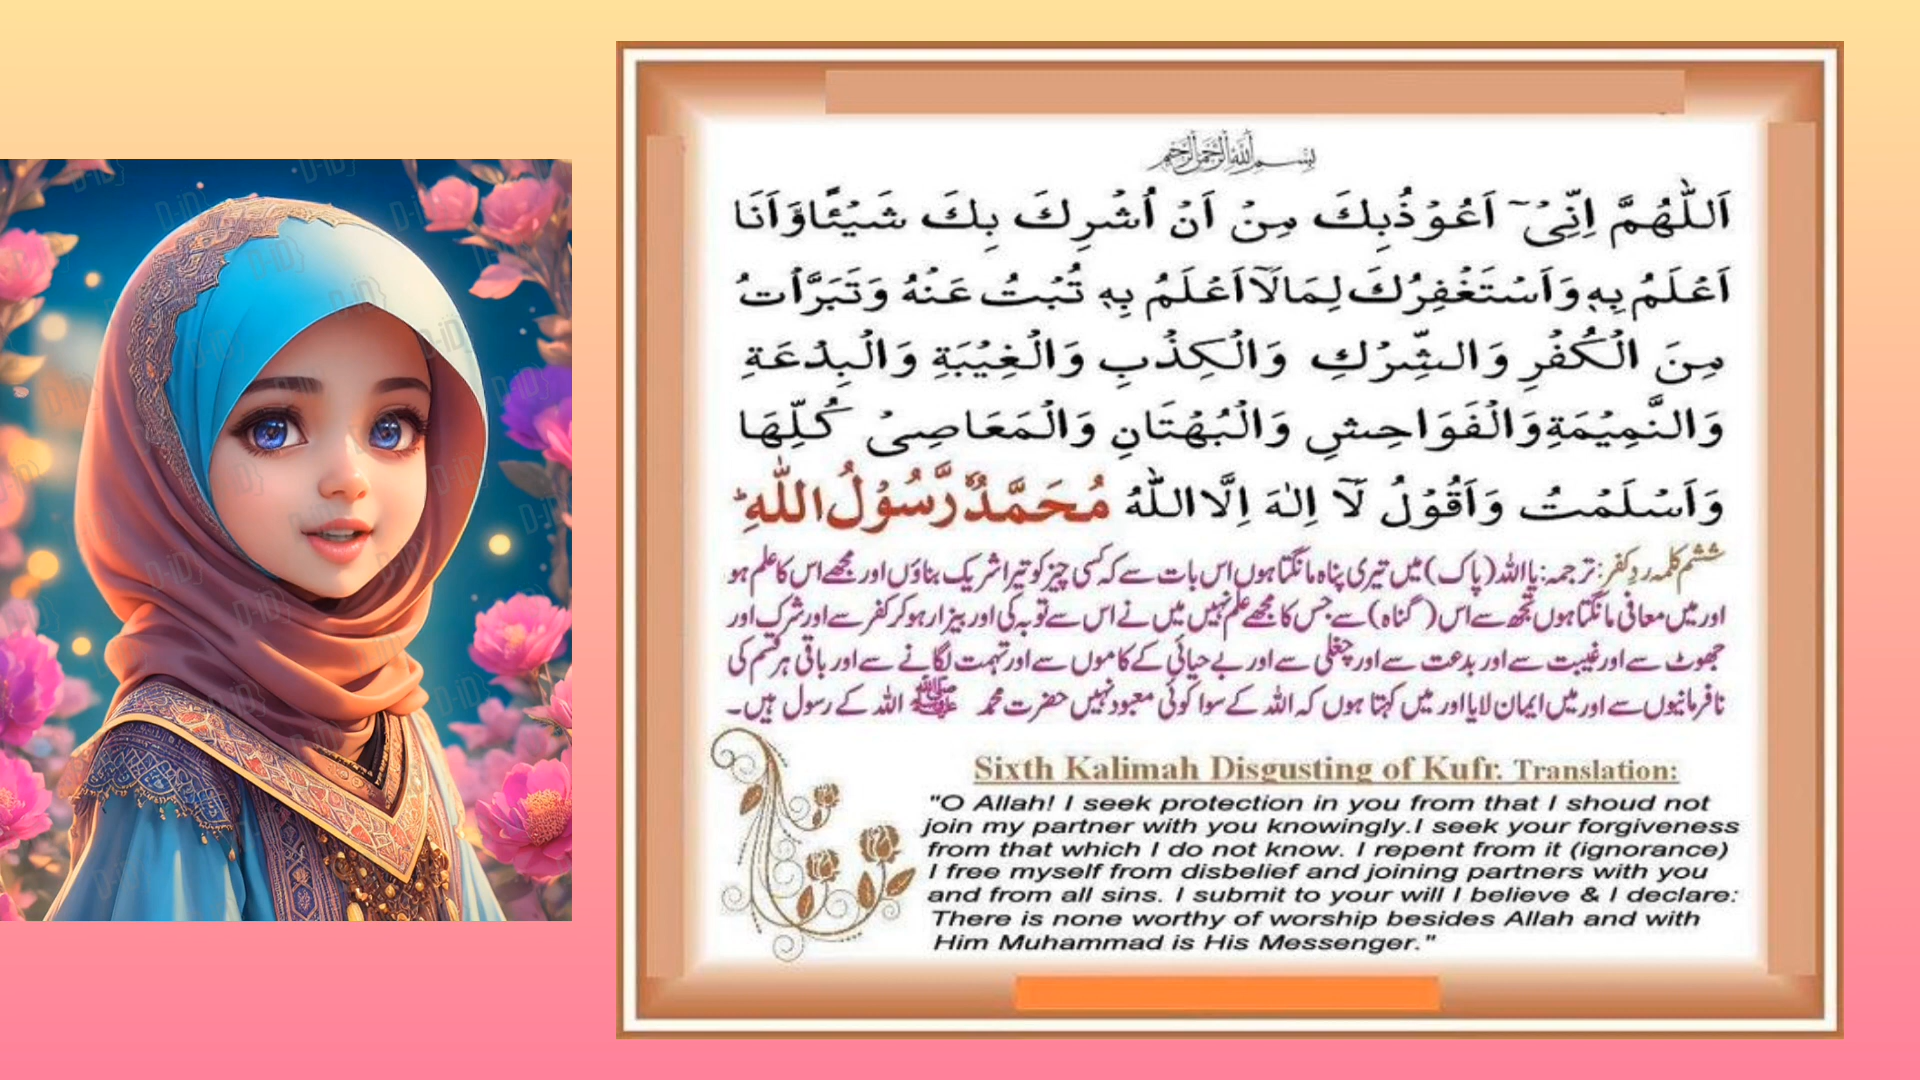 بسم الله الرحمن الرحيم
اَللّٰهُمَّ اِنِّیْۤ اَعُوْذُبِكَ مِنْ اَنْ اُشْرِكَ بِكَ شَیْئًاوَّاَنَا
اَعْلَمُ بِهٖ وَاَسْتَغْفِرُكَ لِمَالَاۤاَعْلَمُ بِهٖ تُبْتُ عَنْهُ وَتَبَرَّاْتُ
مِنَ الْكُفْرِ وَالشِّرْكِ وَالْكِذْبِ وَالْغِیْبَةِ وَالْبِدْعَةِ
وَالنَّمِیْمَةِ وَالْفَوَاحِشِ وَالْبُهْتَانِ وَالْمَعَاصِیْ كُلِّهَا
وَاَسْلَمْتُ وَاَقُوْلُ لَاۤ اِلٰهَ اِلَّااللّٰهُ مُحَمَّدٌرَّسُوْلُ اللّٰهِؕ
ششم کلمہ ردِ کفر: ترجمہ: یااللہ (پاک) میں تیری پناہ مانگتا ہوں اس بات سے کہ کسی چیز کو تیرا شریک بناؤں اور مجھے اس کا علم ہو
اور میں معافی مانگتا ہوں تجھ سے اس (گناہ) سے جس کا مجھے علم نہیں میں نے اس سے توبہ کی اور بیزار ہو کر کفر سے اور شرک اور
جھوٹ سے اور غیبت سے اور بدعت سے اور چغلی سے اور بے حیائی کے کاموں سے اور تہمت لگانے سے اور باقی ہر قسم کی
نافرمانیوں سے اور میں ایمان لایا اور میں کہتا ہوں کہ اللہ کے سوا کوئی معبود نہیں حضرت محمد ﷺ اللہ کے رسول ہیں۔
Sixth Kalimah Disgusting of Kufr. Translation:
"O Allah! I seek protection in you from that I shoud not
join my partner with you knowingly.I seek your forgiveness
from that which I do not know. I repent from it (ignorance)
I free myself from disbelief and joining partners with you
and from all sins. I submit to your will I believe & I declare:
There is none worthy of worship besides Allah and with
Him Muhammad is His Messenger."
D-iD}